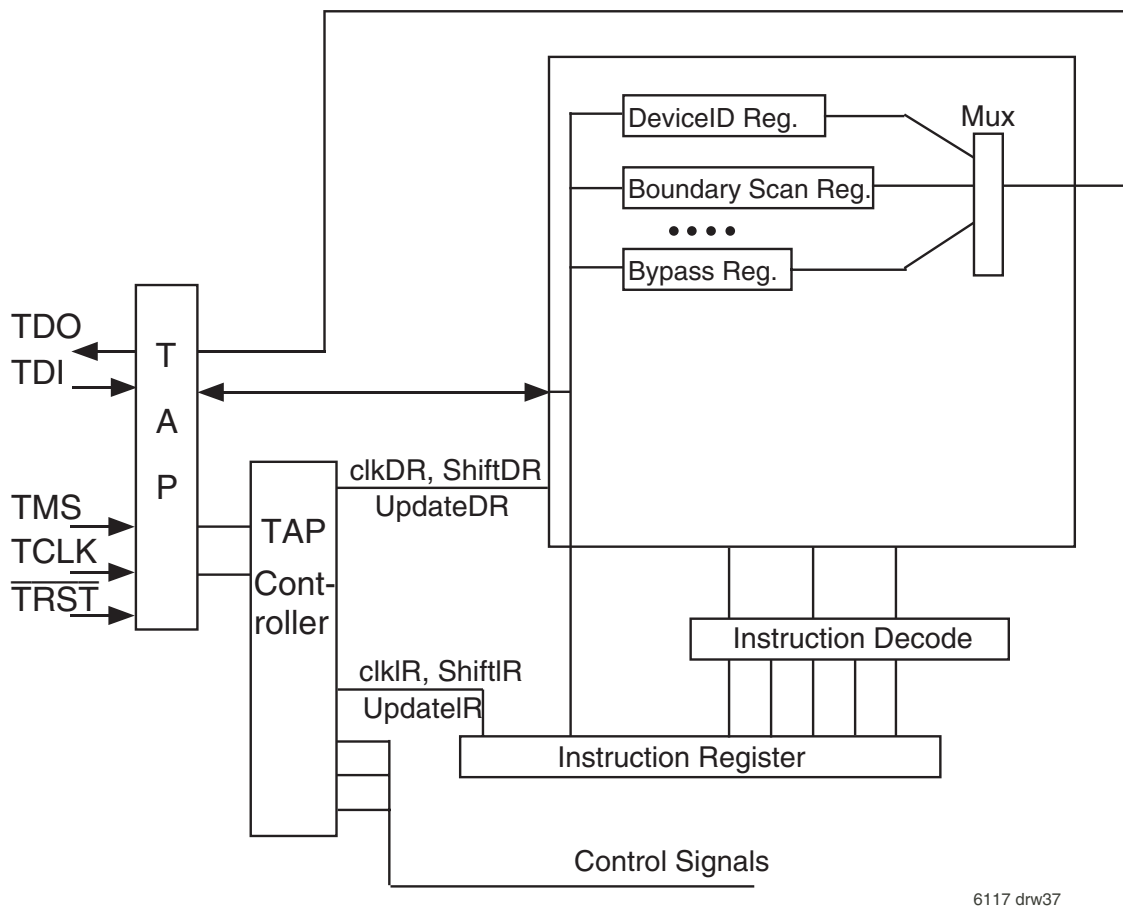 DeviceID Reg.
Mux
Boundary Scan Reg.
Bypass Reg.
TDO
TDI
T
A
P
TMS
TCLK
TRST
TAP
Cont-
roller
clkDR, ShiftDR
UpdateDR
Instruction Decode
clkIR, ShiftIR
UpdateIR
Instruction Register
Control Signals
6117 drw37